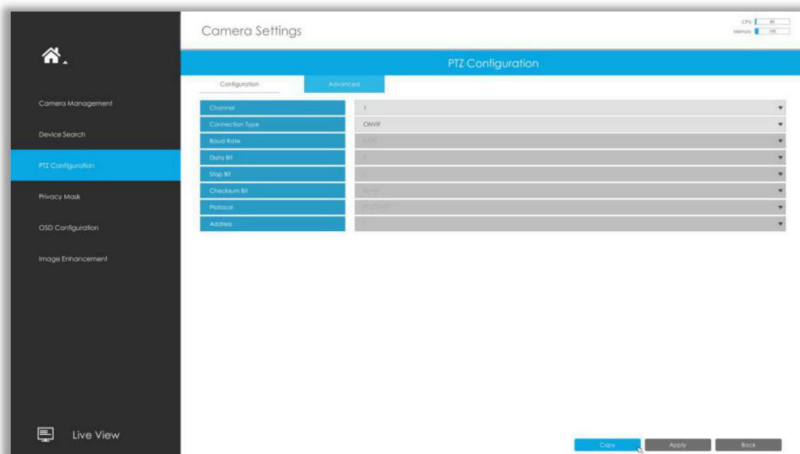 Camera Settings
CPU
Memory
PTZ Configuration
Configuration
Advanced
Camera Management
Device Search
PTZ Configuration
Privacy Mask
OSD Configuration
Image Enhancement
Channel 1
Connection Type ONVIF
Baud Rate
Data Bit
Stop Bit
Checksum Bit
Protocol
Address
Live View
Copy
Apply
Back